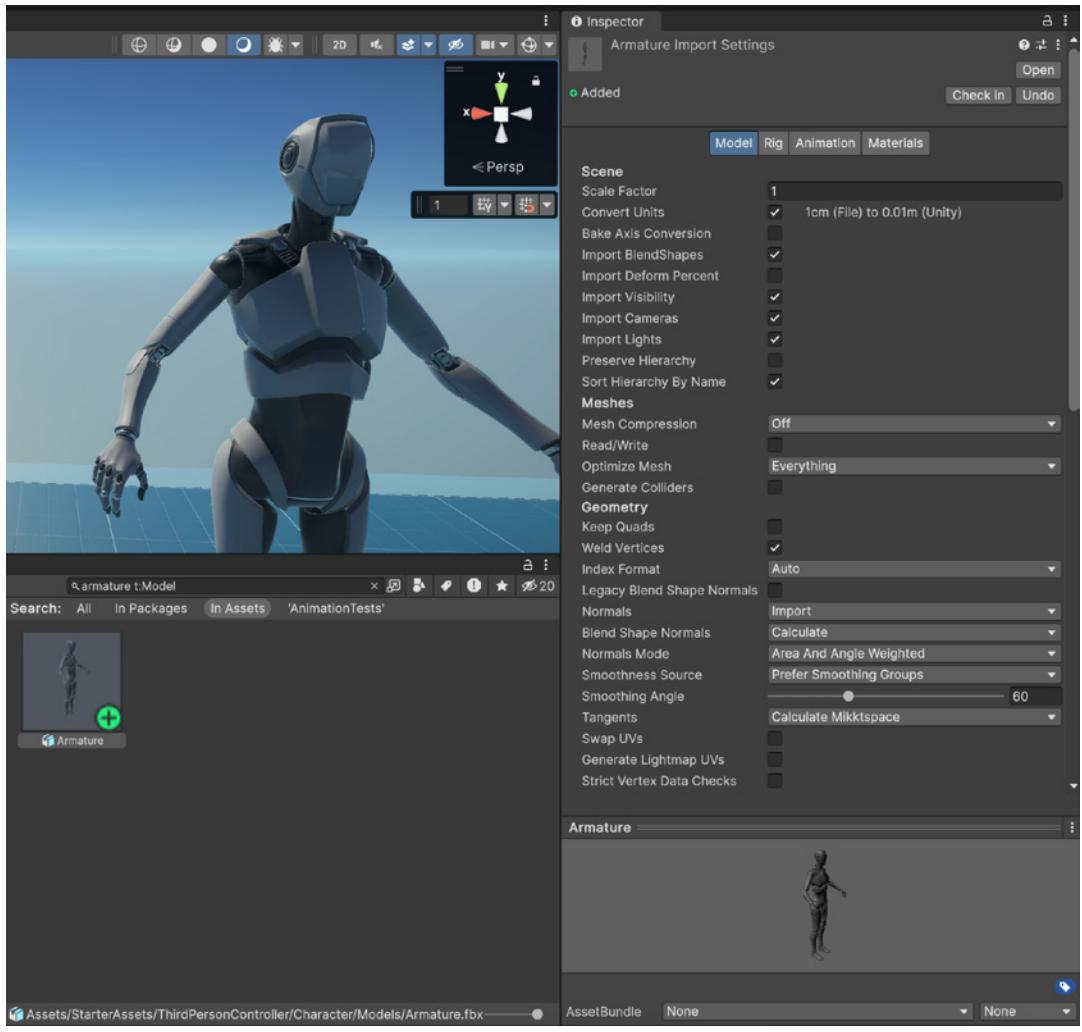 2D
y
x
Persp
1
armature t:Model
20
Search: All In Packages In Assets 'AnimationTests'
Armature
Assets/StarterAssets/ThirdPersonController/Character/Models/Armature.fbx
Inspector
Armature Import Settings
Open
Added
Check in Undo
Model Rig Animation Materials
Scene
Scale Factor 1
Convert Units 1cm (File) to 0.01m (Unity)
Bake Axis Conversion
Import BlendShapes
Import Deform Percent
Import Visibility
Import Cameras
Import Lights
Preserve Hierarchy
Sort Hierarchy By Name
Meshes
Mesh Compression Off
Read/Write
Optimize Mesh Everything
Generate Colliders
Geometry
Keep Quads
Weld Vertices
Index Format Auto
Legacy Blend Shape Normals
Normals Import
Blend Shape Normals Calculate
Normals Mode Area And Angle Weighted
Smoothness Source Prefer Smoothing Groups
Smoothing Angle 60
Tangents Calculate Mikktspace
Swap UVs
Generate Lightmap UVs
Strict Vertex Data Checks
Armature
AssetBundle None None